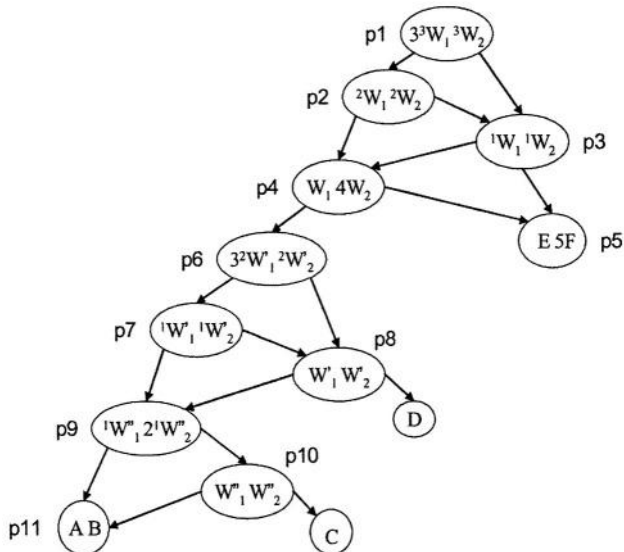 p1 3³W₁ ³W₂
p2 ²W₁ ²W₂
¹W₁ ¹W₂ p3
p4 W₁ 4W₂
E 5F p5
p6 3²W'₁ ²W'₂
p7 ¹W'₁ ¹W'₂
p8
W'₁ W'₂
D
p9 ¹W"₁ 2¹W"₂
p10
W"₁ W"₂
p11 A B
C